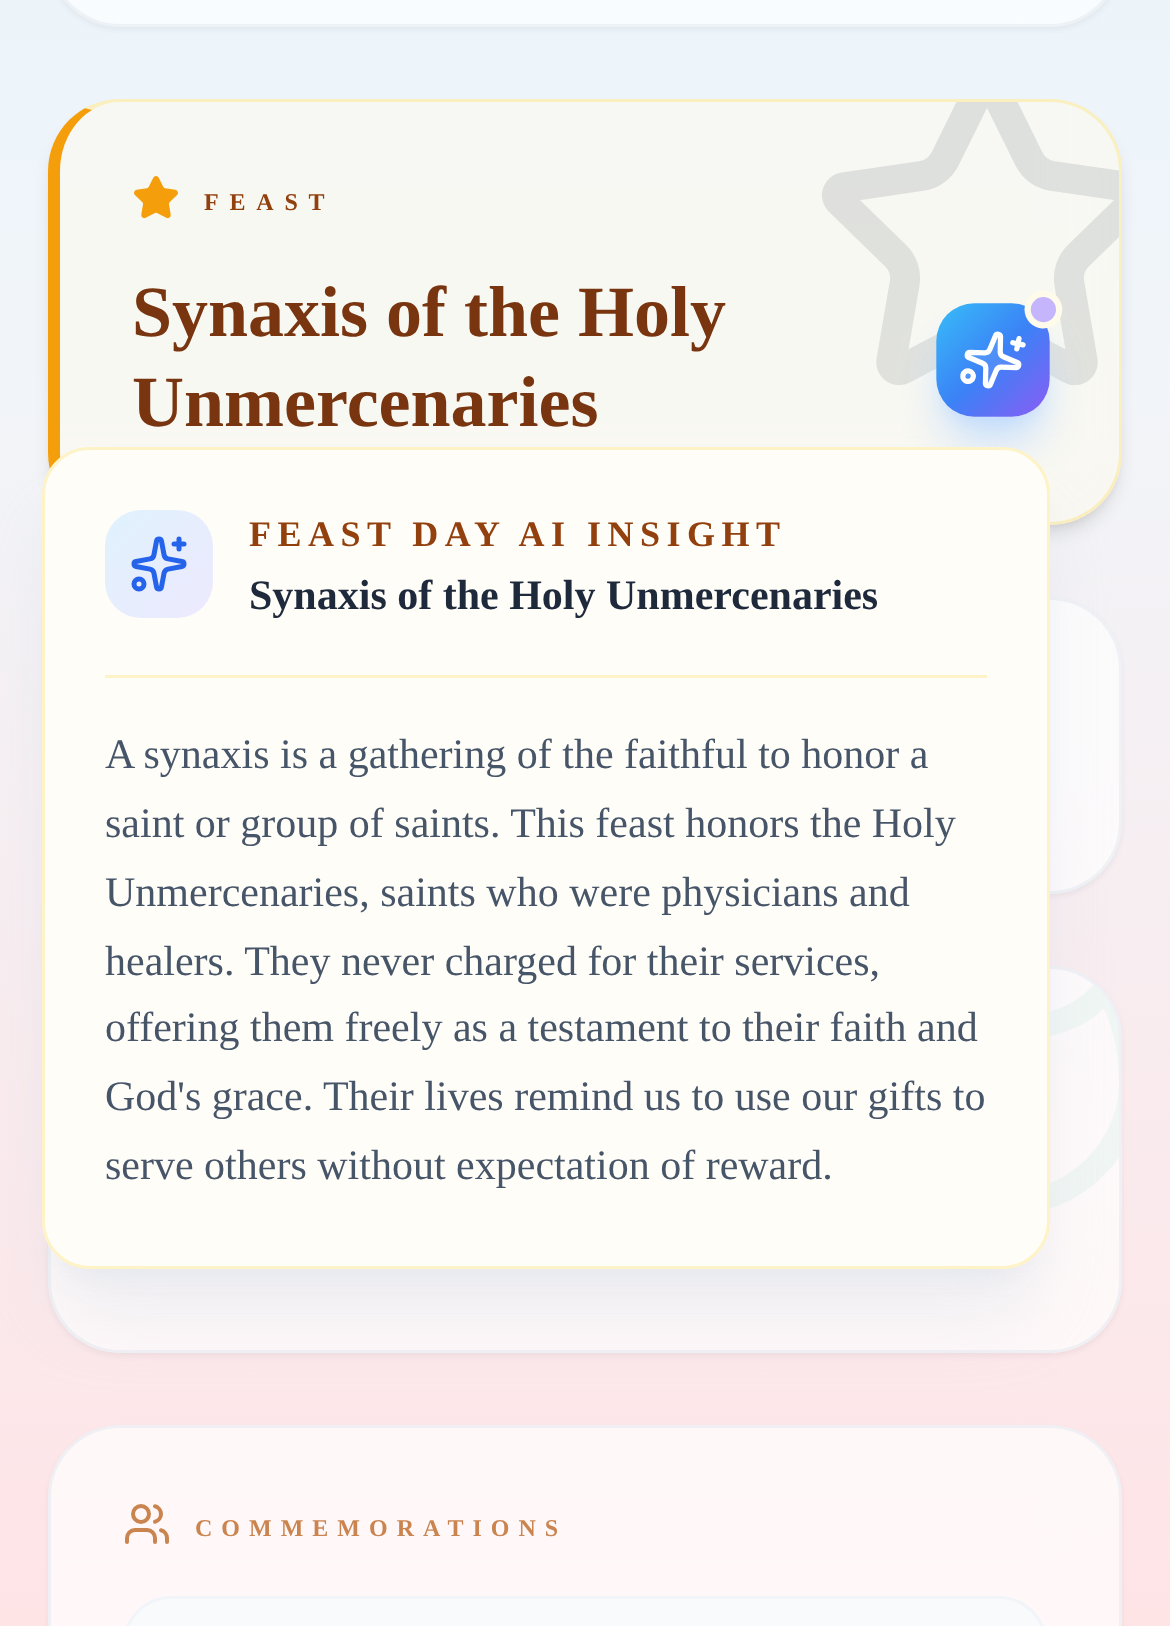 FEAST
Synaxis of the Holy
Unmercenaries
FEAST DAY AI INSIGHT
Synaxis of the Holy Unmercenaries
A synaxis is a gathering of the faithful to honor a
saint or group of saints. This feast honors the Holy
Unmercenaries, saints who were physicians and
healers. They never charged for their services,
offering them freely as a testament to their faith and
God's grace. Their lives remind us to use our gifts to
serve others without expectation of reward.
COMMEMORATIONS